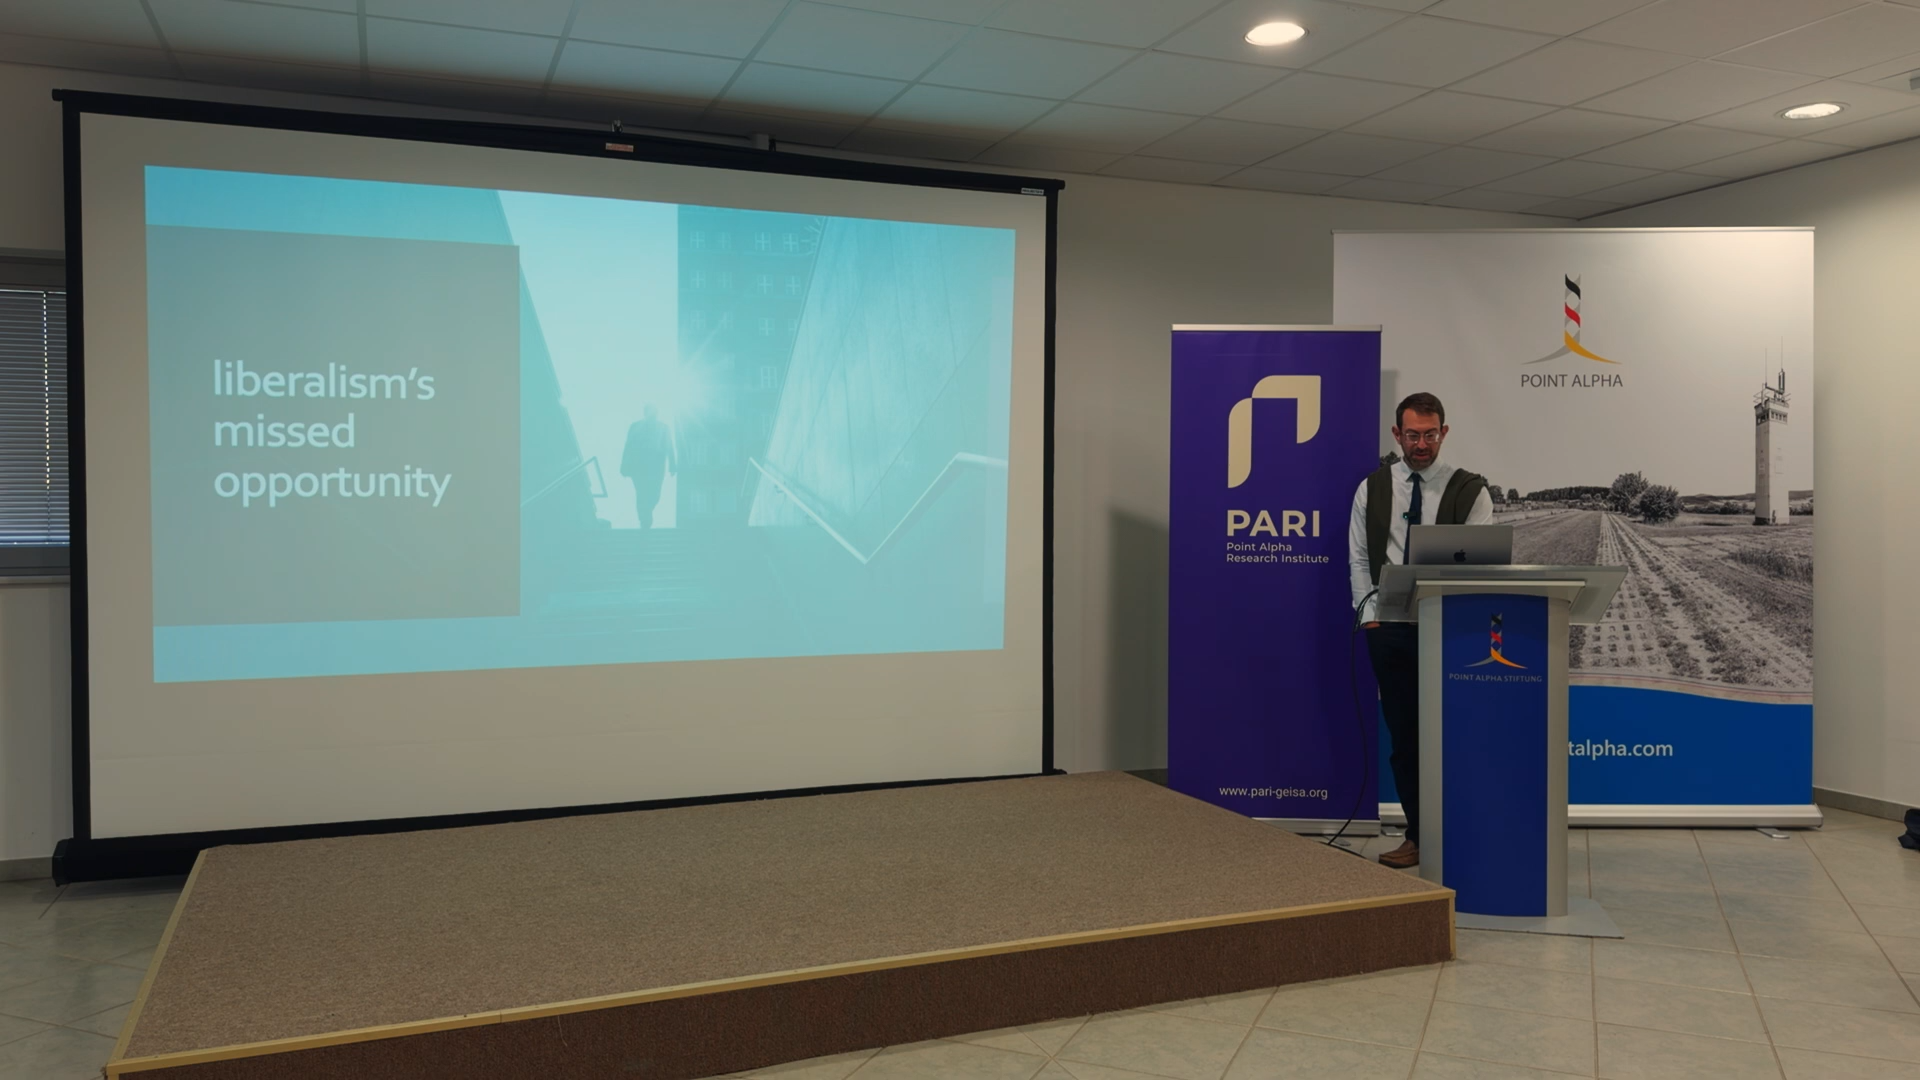 liberalism's
missed
opportunity
PARI
Point Alpha
Research Institute
www.pari-geisa.org
POINT ALPHA
talpha.com
POINT ALPHA STIFTUNG